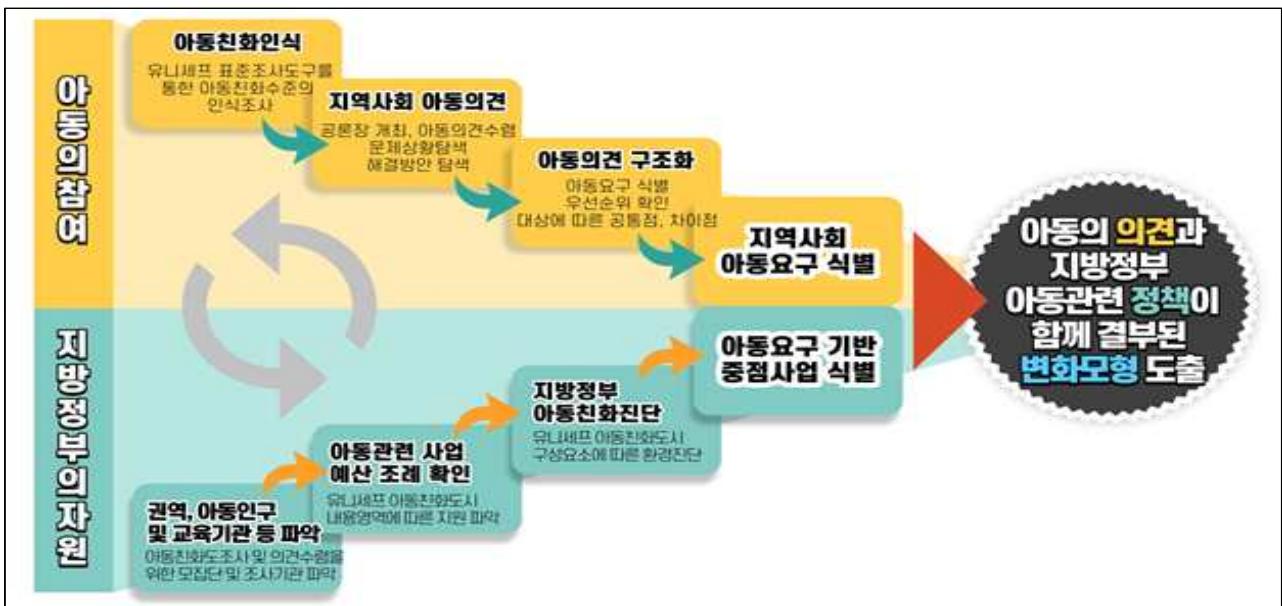 아동의참여
아동친화인식
유니세프 표준조사도구를
통한 아동친화수준의
인식조사
지역사회 아동의견
공론장 개최, 아동의견수렴
문제상황탐색
해결방안 탐색
아동의견 구조화
아동요구 식별
우선순위 확인
대상에 따른 공통점, 차이점
지역사회
아동요구 식별
지방정부의자원
권역, 아동인구
및 교육기관 등 파악
아동친화도조사 및 의견수렴을
위한 모집단 및 조사기관 파악
아동관련 사업
예산 조례 확인
유니세프 아동친화도시
내용영역에 따른 자원 파악
지방정부
아동친화진단
유니세프 아동친화도시
구성요소에 따른 환경진단
아동요구 기반
중점사업 식별
아동의 의견과
지방정부
아동관련 정책이
함께 결부된
변화모형 도출